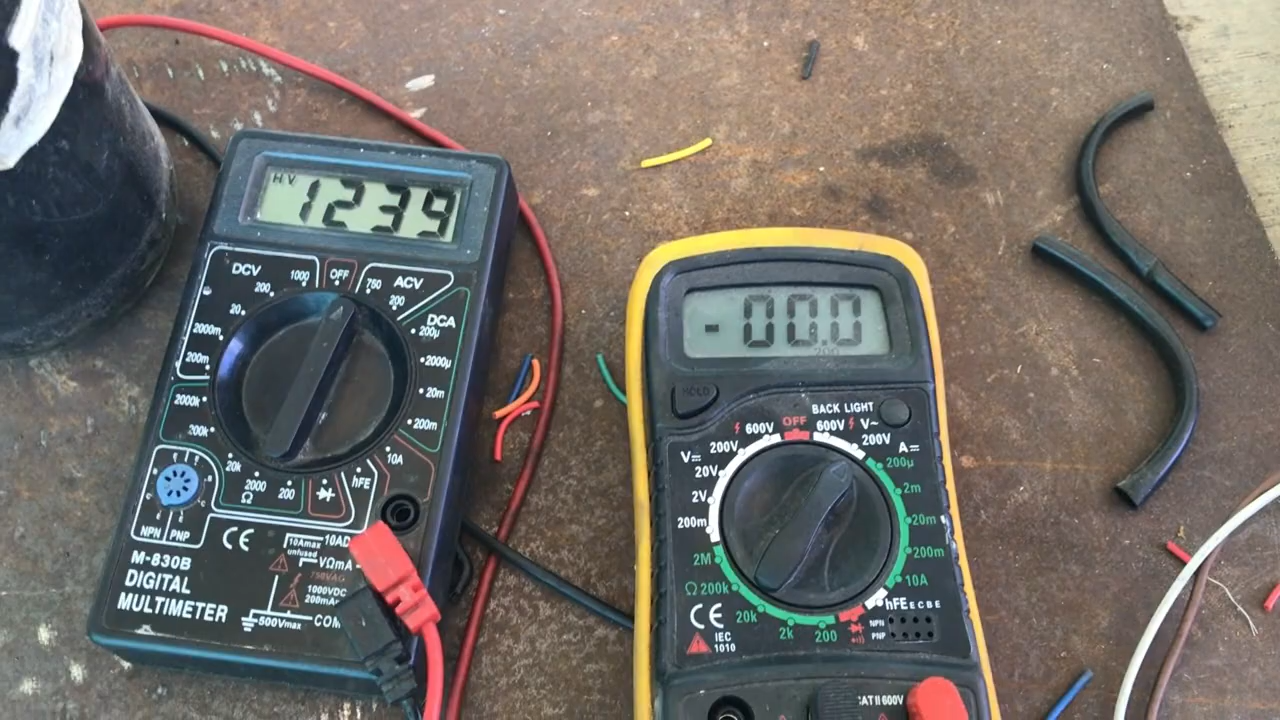 HV
1239
DCV
1000
OFF
750
ACV
200
200
20
2000m
200m
2000k
20k
2000
200
Ω
hFE
10A
200m
20m
2000μ
200μ
DCA
NPN
PNP
CE
10Amax
unfused
10AD
VΩmA
1000VDC
500Vmax
COM
M-830B
DIGITAL
MULTIMETER
- 00.0
200
HOLD
BACK LIGHT
OFF
600V
600V
V~
200V
200V
V=
20V
2V
200m
A=
200μ
2m
20m
200m
10A
2M
Ω 200k
20k
2k
200
hFE E C B E
NPN
PNP
CE
IEC
1010
CAT II 600V